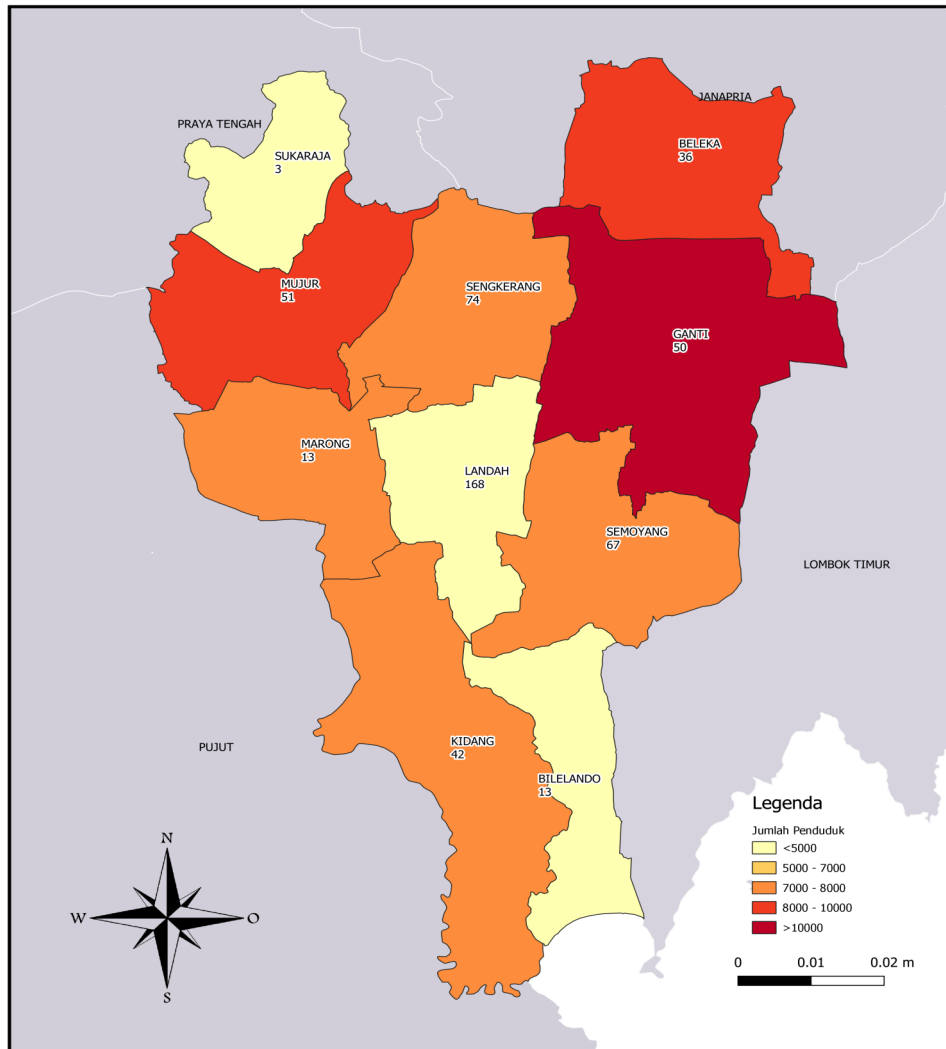 JANAPRIA
PRAYA TENGAH
BELEKA
36
SUKARAJA
3
MUJUR
51
SENGKERANG
74
GANTI
50
MARONG
13
LANDAH
168
SEMOYANG
67
LOMBOK TIMUR
KIDANG
42
PUJUT
BILELANDO
13
Legenda
Jumlah Penduduk
<5000
5000 - 7000
7000 - 8000
8000 - 10000
>10000
N
W
O
S
0 0.01 0.02 m